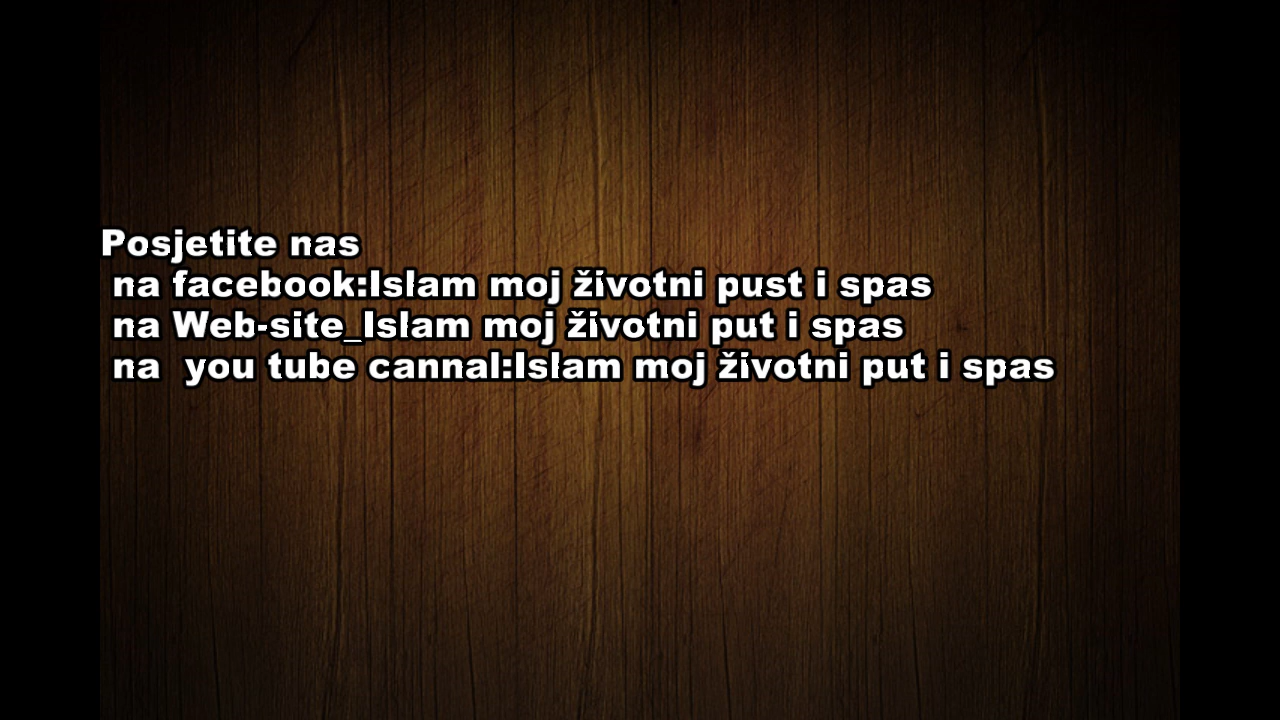 Posjetite nas
na facebook:Islam moj životni pust i spas
na Web-site_Islam moj životni put i spas
na you tube cannal:Islam moj životni put i spas